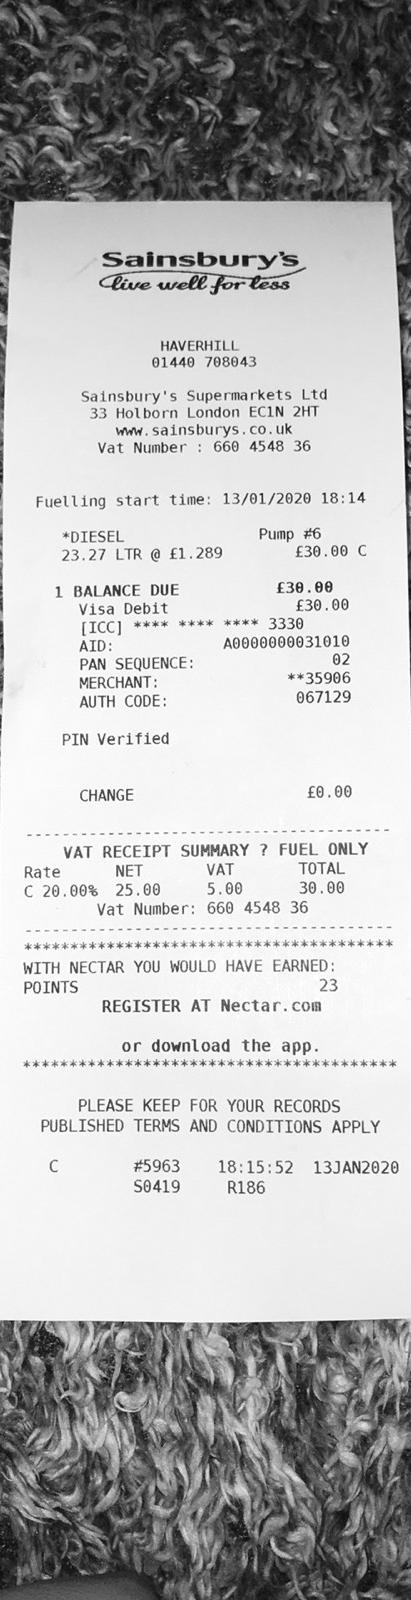 Sainsbury's
live well for less
HAVERHILL
01440 708043
Sainsbury's Supermarkets Ltd
33 Holborn London EC1N 2HT
www.sainsburys.co.uk
Vat Number : 660 4548 36
Fuelling start time: 13/01/2020 18:14
*DIESEL Pump #6
23.27 LTR @ £1.289 £30.00 C
1 BALANCE DUE £30.00
Visa Debit £30.00
[ICC] **** **** **** 3330
AID: A0000000031010
PAN SEQUENCE: 02
MERCHANT: **35906
AUTH CODE: 067129
PIN Verified
CHANGE £0.00
----------------------------------------
VAT RECEIPT SUMMARY ? FUEL ONLY
Rate NET VAT TOTAL
C 20.00% 25.00 5.00 30.00
Vat Number: 660 4548 36
----------------------------------------
****************************************
WITH NECTAR YOU WOULD HAVE EARNED:
POINTS 23
REGISTER AT Nectar.com
or download the app.
****************************************
PLEASE KEEP FOR YOUR RECORDS
PUBLISHED TERMS AND CONDITIONS APPLY
C #5963 18:15:52 13JAN2020
S0419 R186